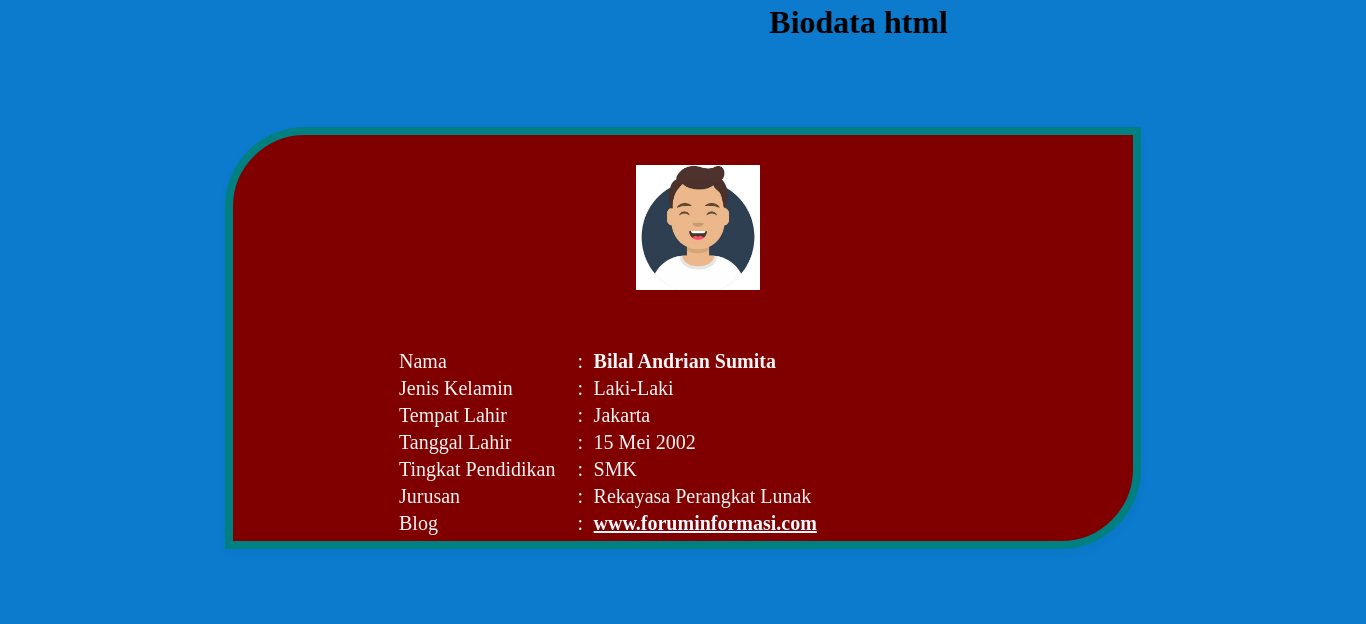 Biodata html
Nama : Bilal Andrian Sumita
Jenis Kelamin : Laki-Laki
Tempat Lahir : Jakarta
Tanggal Lahir : 15 Mei 2002
Tingkat Pendidikan : SMK
Jurusan : Rekayasa Perangkat Lunak
Blog : www.foruminformasi.com